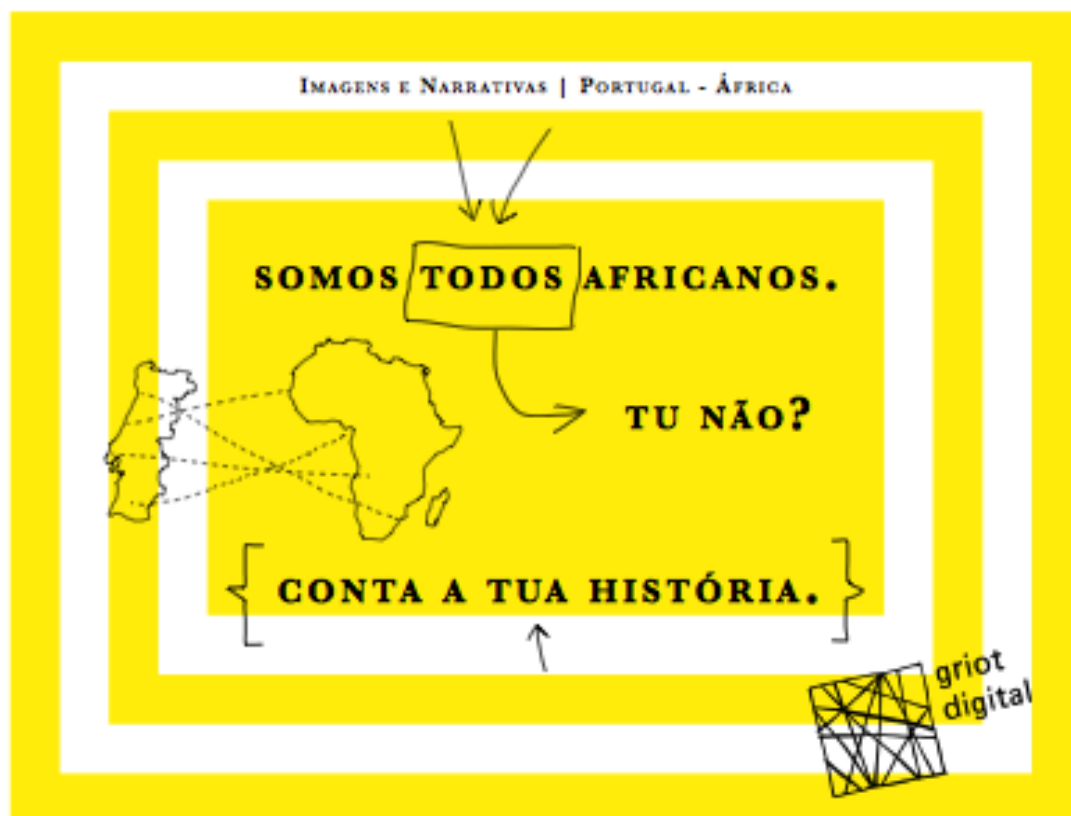 Imagens e Narrativas | Portugal - África
SOMOS TODOS AFRICANOS.
TU NÃO?
CONTA A TUA HISTÓRIA.
griot
digital